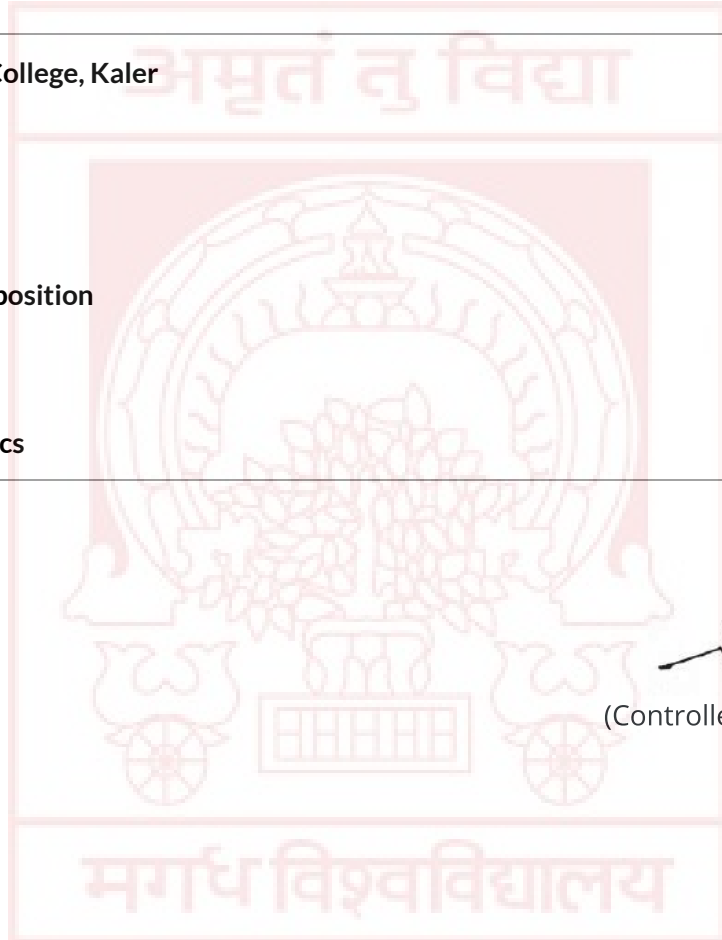 अमृतं तु विद्या
College, Kaler
position
cs
(Controlle
मगध विश्वविद्यालय